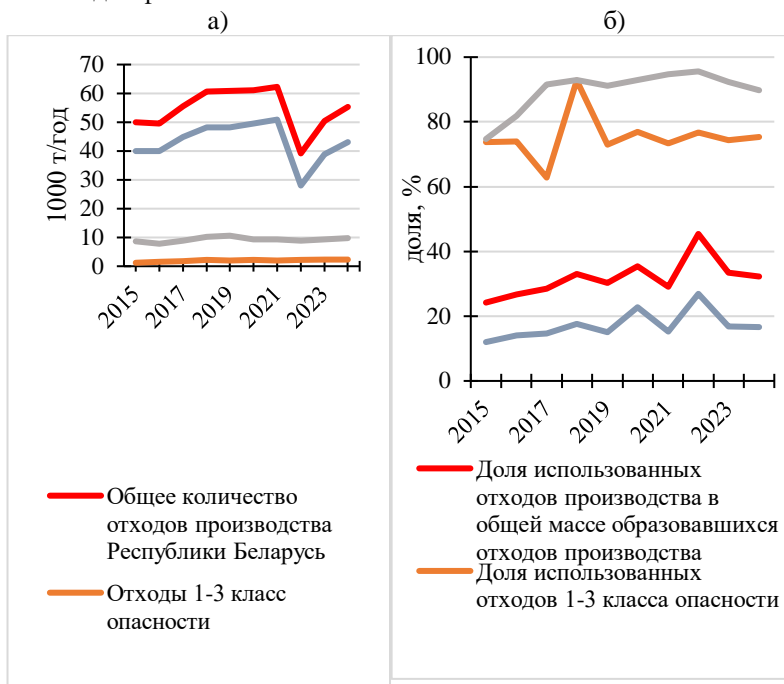 а)
б)
70
60
50
40
30
20
10
0
1000 т/год
2015
2017
2019
2021
2023
Общее количество
отходов производства
Республики Беларусь
Отходы 1-3 класс
опасности
100
80
60
40
20
0
доля, %
2015
2017
2019
2021
2023
Доля использованных
отходов производства в
общей массе образовавшихся
отходов производства
Доля использованных
отходов 1-3 класса опасности